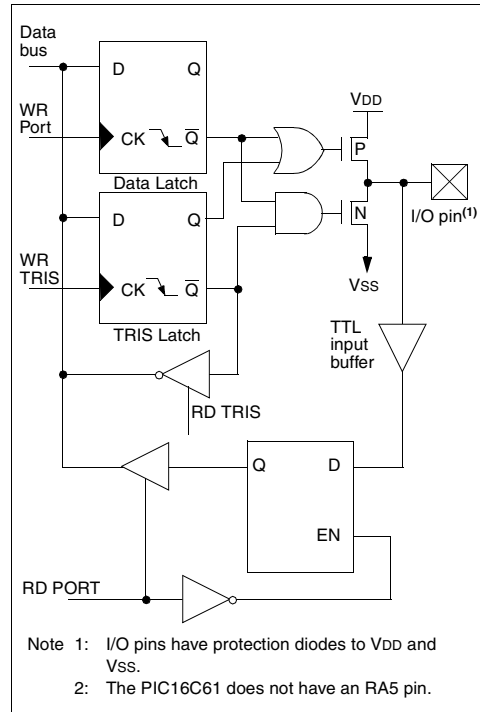 Data
bus
D Q
WR
Port
CK Q
Data Latch
VDD
P
I/O pin(1)
D Q
N
WR
TRIS
CK Q
VSS
TRIS Latch
TTL
input
buffer
RD TRIS
Q D
EN
RD PORT
Note 1: I/O pins have protection diodes to VDD and
VSS.
2: The PIC16C61 does not have an RA5 pin.